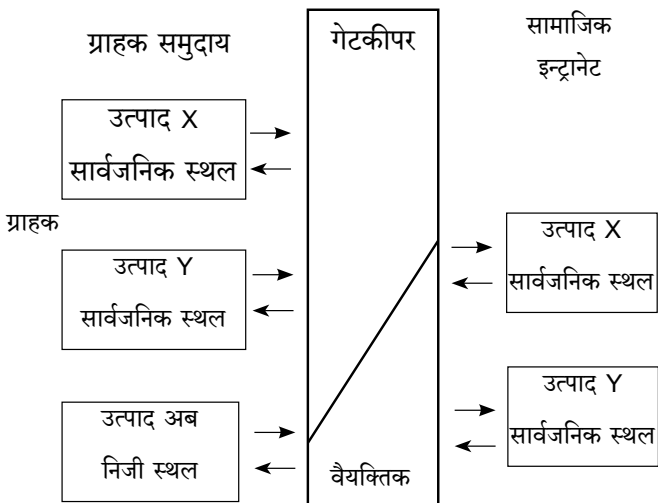 ग्राहक समुदाय
गेटकीपर
सामाजिक
इन्ट्रानेट
उत्पाद X
सार्वजनिक स्थल
ग्राहक
उत्पाद Y
सार्वजनिक स्थल
उत्पाद अब
निजी स्थल
वैयक्तिक
उत्पाद X
सार्वजनिक स्थल
उत्पाद Y
सार्वजनिक स्थल